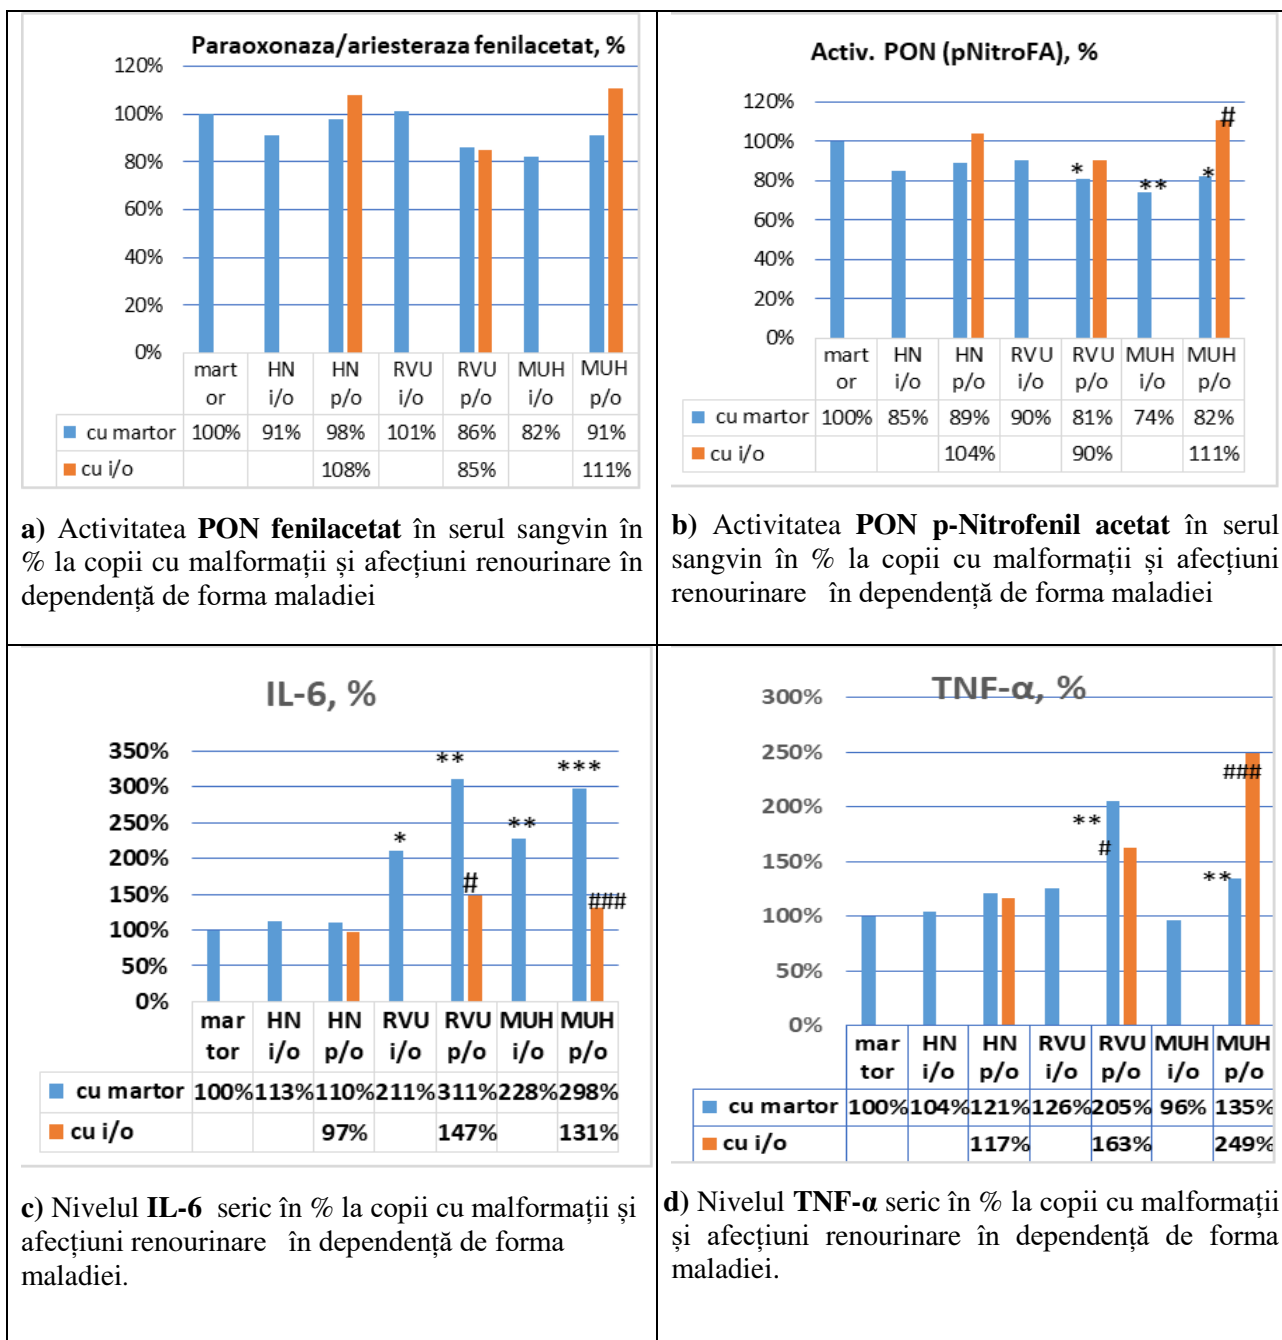 Paraoxonaza/ariesteraza fenilacetat, %
120%
100%
80%
60%
40%
20%
0%
mart
or
HN
i/o
HN
p/o
RVU
i/o
RVU
p/o
MUH
i/o
MUH
p/o
cu martor 100% 91% 98% 101% 86% 82% 91%
cu i/o 108% 85% 111%
a) Activitatea PON fenilacetat în serul sangvin în
% la copii cu malformații și afecțiuni renourinare în
dependență de forma maladiei
Activ. PON (pNitroFA), %
120%
100%
80%
60%
40%
20%
0%
#
*
**
*
mart
or
HN
i/o
HN
p/o
RVU
i/o
RVU
p/o
MUH
i/o
MUH
p/o
cu martor 100% 85% 89% 90% 81% 74% 82%
cu i/o 104% 90% 111%
b) Activitatea PON p-Nitrofenil acetat în serul
sangvin în % la copii cu malformații și afecțiuni
renourinare în dependență de forma maladiei
IL-6, %
350%
300%
250%
200%
150%
100%
50%
0%
**
***
*
**
#
###
mar
tor
HN
i/o
HN
p/o
RVU
i/o
RVU
p/o
MUH
i/o
MUH
p/o
cu martor 100% 113% 110% 211% 311% 228% 298%
cu i/o 97% 147% 131%
c) Nivelul IL-6 seric în % la copii cu malformații și
afecțiuni renourinare în dependență de forma
maladiei.
TNF-α, %
300%
250%
200%
150%
100%
50%
0%
###
**
#
**
mar
tor
HN
i/o
HN
p/o
RVU
i/o
RVU
p/o
MUH
i/o
MUH
p/o
cu martor 100% 104% 121% 126% 205% 96% 135%
cu i/o 117% 163% 249%
d) Nivelul TNF-α seric în % la copii cu malformații
și afecțiuni renourinare în dependență de forma
maladiei.